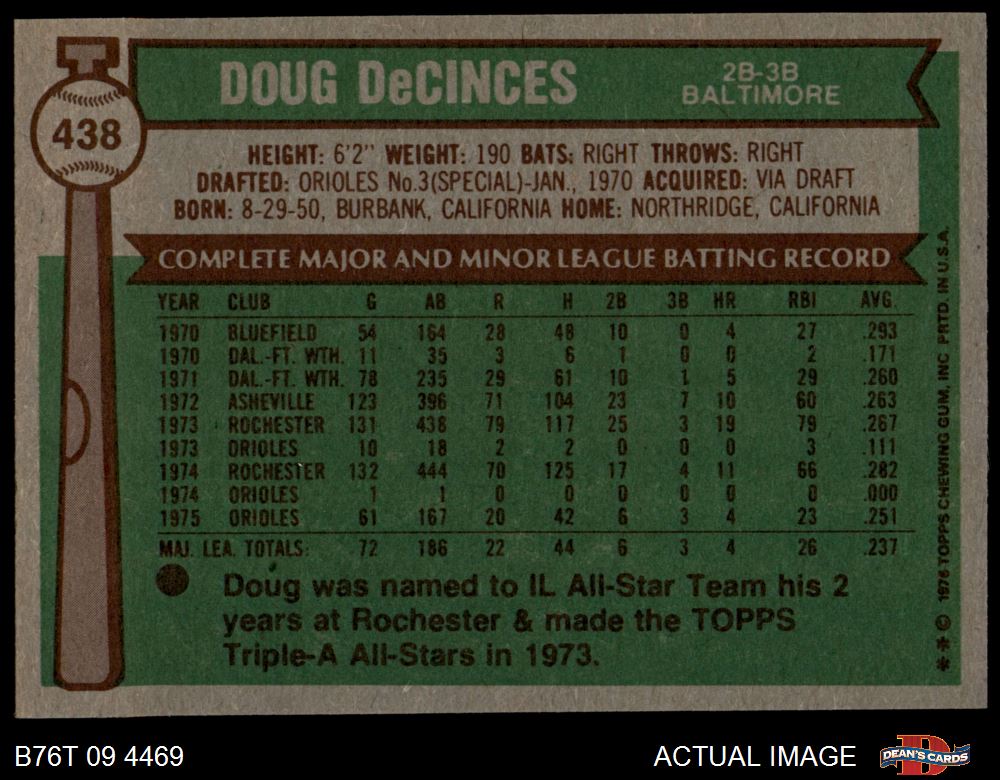 DOUG DeCINCES
2B-3B
BALTIMORE
438
HEIGHT: 6'2" WEIGHT: 190 BATS: RIGHT THROWS: RIGHT
DRAFTED: ORIOLES No.3(SPECIAL)-JAN., 1970 ACQUIRED: VIA DRAFT
BORN: 8-29-50, BURBANK, CALIFORNIA HOME: NORTHRIDGE, CALIFORNIA
COMPLETE MAJOR AND MINOR LEAGUE BATTING RECORD
YEAR CLUB G AB R H 2B 3B HR RBI AVG.
1970 BLUEFIELD 54 164 28 48 10 0 4 27 .293
1970 DAL.-FT. WTH. 11 35 3 6 1 0 0 2 .171
1971 DAL.-FT. WTH. 78 235 29 61 10 1 5 29 .260
1972 ASHEVILLE 123 396 71 104 23 7 10 60 .263
1973 ROCHESTER 131 438 79 117 25 3 19 79 .267
1973 ORIOLES 10 18 2 2 0 0 0 3 .111
1974 ROCHESTER 132 444 70 125 17 4 11 66 .282
1974 ORIOLES 1 1 0 0 0 0 0 0 .000
1975 ORIOLES 61 167 20 42 6 3 4 23 .251
MAJ. LEA. TOTALS: 72 186 22 44 6 3 4 26 .237
Doug was named to IL All-Star Team his 2
years at Rochester & made the TOPPS
Triple-A All-Stars in 1973.
** © 1976 TOPPS CHEWING GUM, INC. PRTD. IN U.S.A.
B76T 09 4469
ACTUAL IMAGE
DEAN'S CARDS